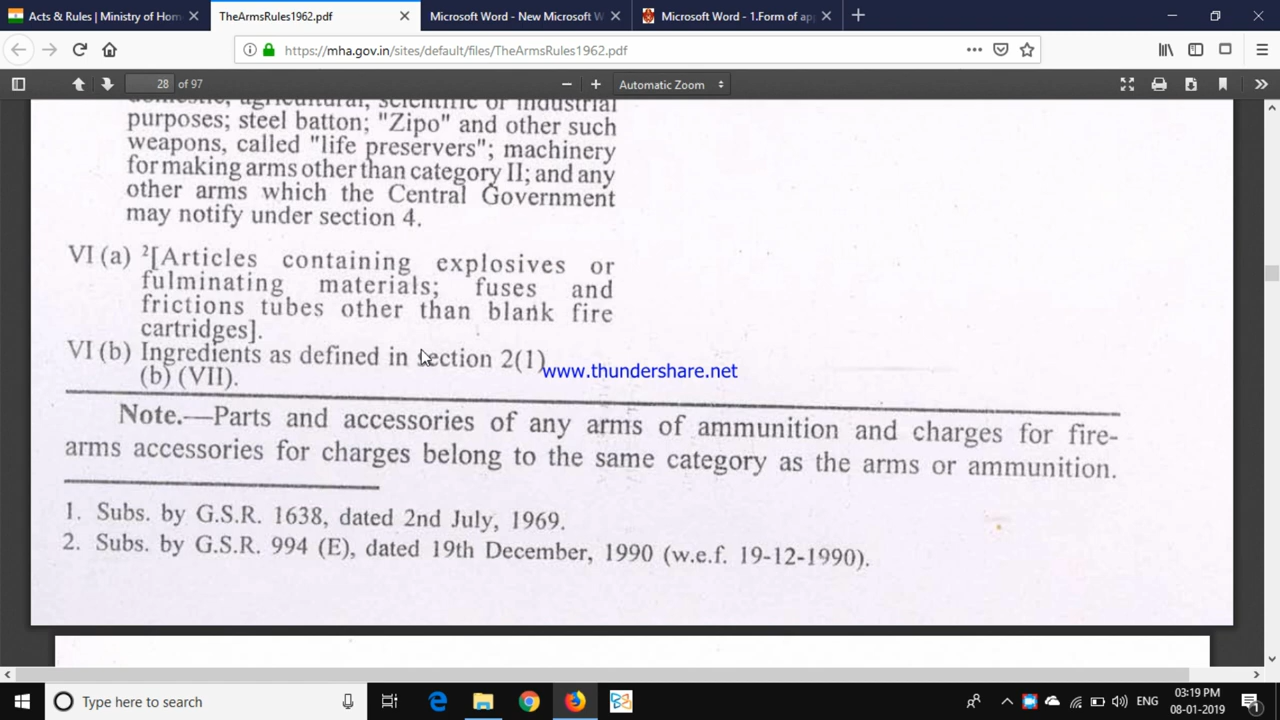 Acts & Rules | Ministry of Hom
TheArmsRules1962.pdf
Microsoft Word - New Microsoft W
Microsoft Word - 1.Form of ap
https://mha.gov.in/sites/default/files/TheArmsRules1962.pdf
28 of 97
Automatic Zoom
domestic, agricultural, scientific or industrial
purposes; steel batton; "Zipo" and other such
weapons, called "life preservers"; machinery
for making arms other than category II; and any
other arms which the Central Government
may notify under section 4.
VI (a) ²[Articles containing explosives or
fulminating materials; fuses and
frictions tubes other than blank fire
cartridges].
VI (b) Ingredients as defined in section 2(1)
(b) (VII).
www.thundershare.net
Note.—Parts and accessories of any arms of ammunition and charges for fire-
arms accessories for charges belong to the same category as the arms or ammunition.
1. Subs. by G.S.R. 1638, dated 2nd July, 1969.
2. Subs. by G.S.R. 994 (E), dated 19th December, 1990 (w.e.f. 19-12-1990).
Type here to search
ENG
03:19 PM
08-01-2019
1